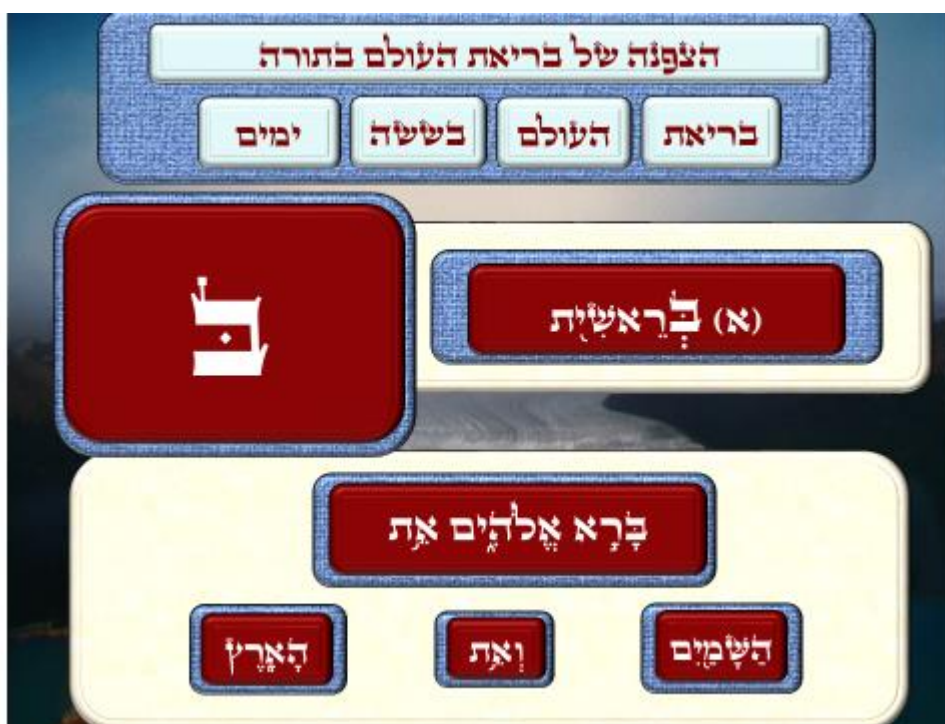 הצפנה של בריאת העולם בתורה
בריאת העולם בששה ימים
(א) בְּרֵאשִׁ֖ית
בּ
בָּרָ֣א אֱלֹהִ֑ים אֵ֥ת
הַשָּׁמַ֖יִם וְאֵ֥ת הָאָֽרֶץ